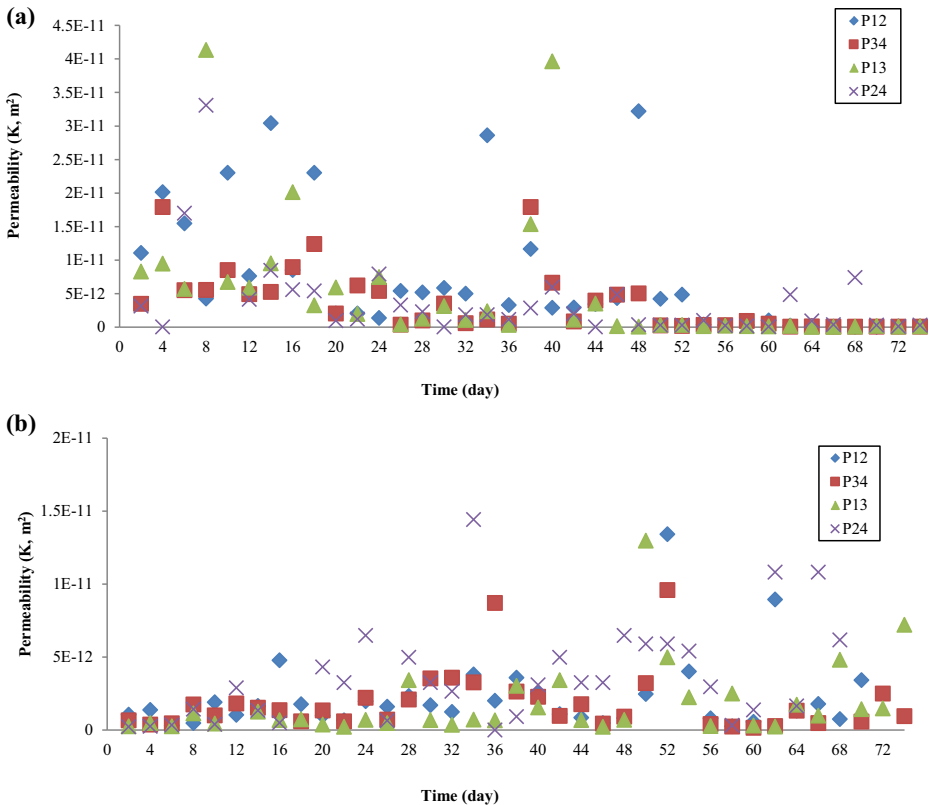 (a)
4.5E-11
4E-11
3.5E-11
3E-11
2.5E-11
2E-11
1.5E-11
1E-11
5E-12
0
Permeability (K, m²)
P12
P34
P13
P24
0 4 8 12 16 20 24 28 32 36 40 44 48 52 56 60 64 68 72
Time (day)
(b)
2E-11
1.5E-11
1E-11
5E-12
0
Permeability (K, m²)
P12
P34
P13
P24
0 4 8 12 16 20 24 28 32 36 40 44 48 52 56 60 64 68 72
Time (day)